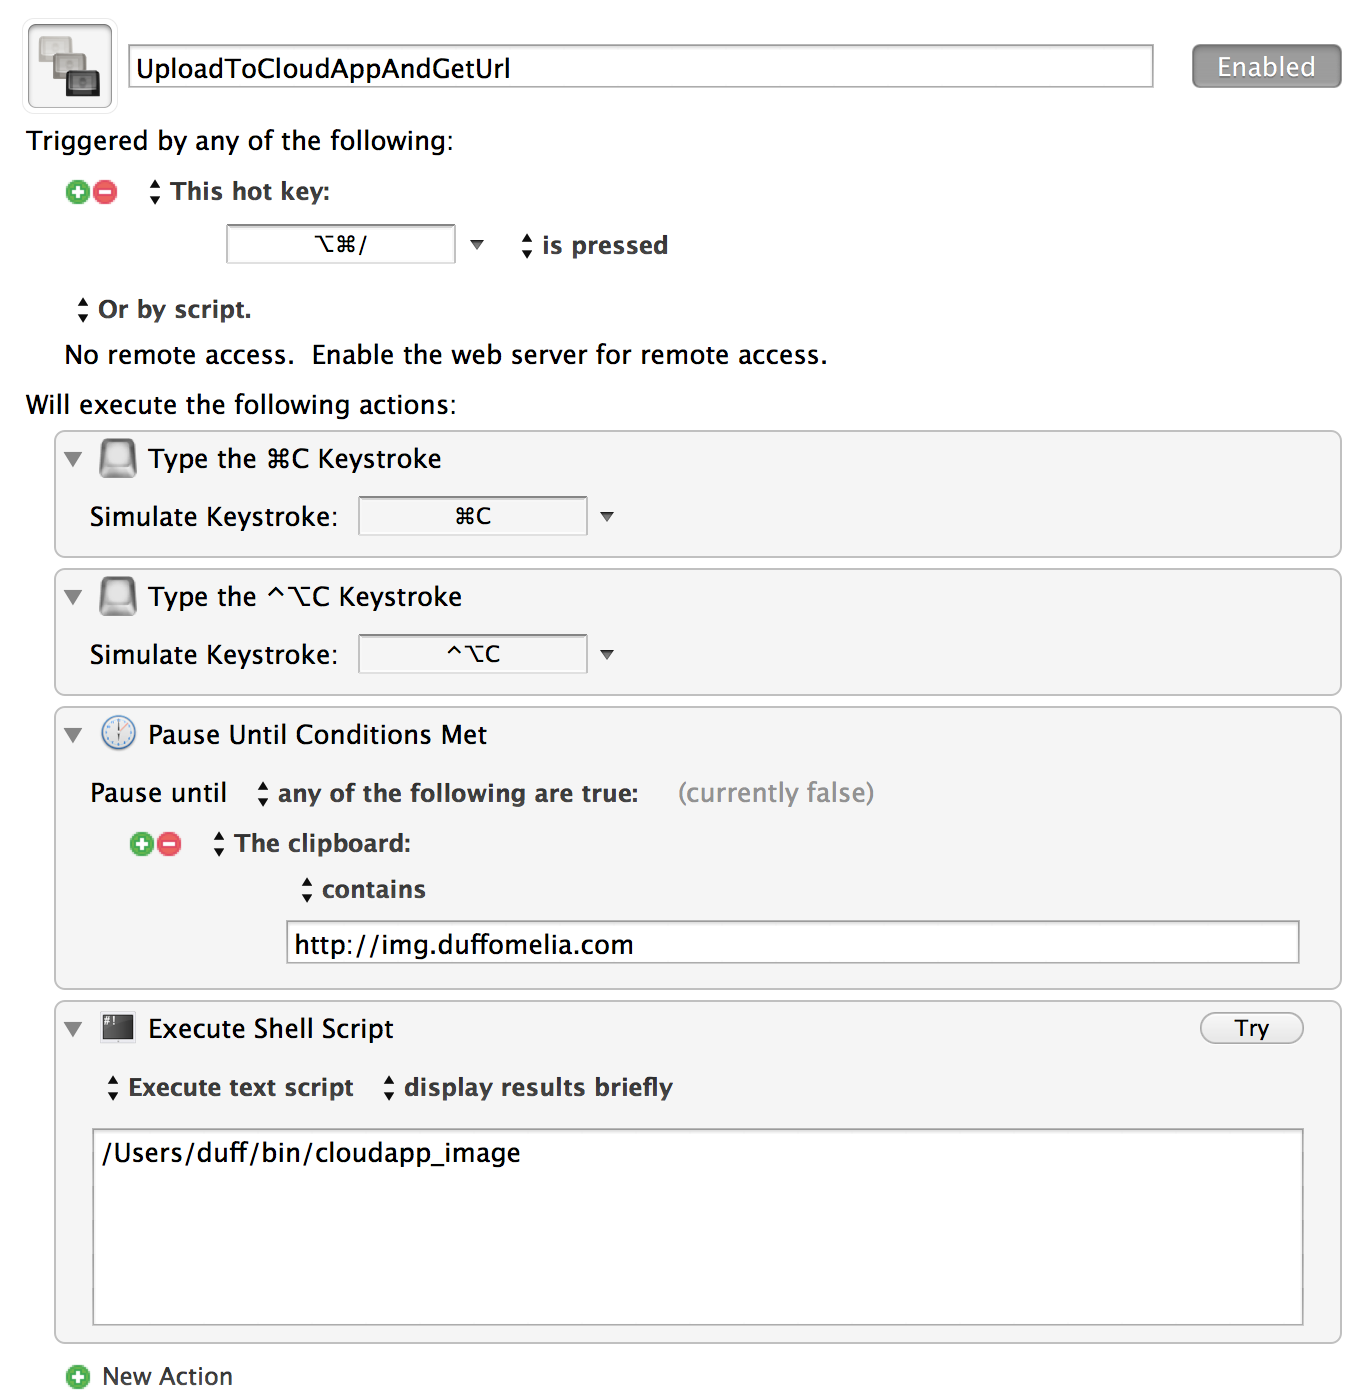 UploadToCloudAppAndGetUrl Enabled
Triggered by any of the following:
This hot key:
⌥⌘/ is pressed
Or by script.
No remote access. Enable the web server for remote access.
Will execute the following actions:
Type the ⌘C Keystroke
Simulate Keystroke: ⌘C
Type the ^⌥C Keystroke
Simulate Keystroke: ^⌥C
Pause Until Conditions Met
Pause until any of the following are true: (currently false)
The clipboard:
contains
http://img.duffomelia.com
#! Execute Shell Script Try
Execute text script display results briefly
/Users/duff/bin/cloudapp_image
New Action